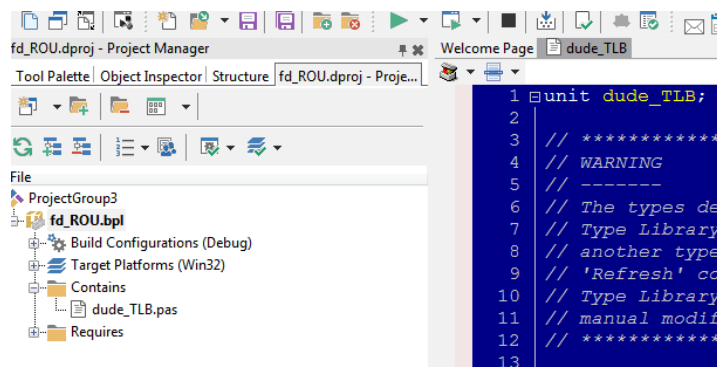 fd_ROU.dproj - Project Manager
Tool Palette Object Inspector Structure fd_ROU.dproj - Proje...
File
ProjectGroup3
fd_ROU.bpl
Build Configurations (Debug)
Target Platforms (Win32)
Contains
dude_TLB.pas
Requires
Welcome Page dude_TLB
1 unit dude_TLB;
2
3 // ************
4 // WARNING
5 // -------
6 // The types de
7 // Type Library
8 // another type
9 // 'Refresh' co
10 // Type Library
11 // manual modif
12 // ************
13